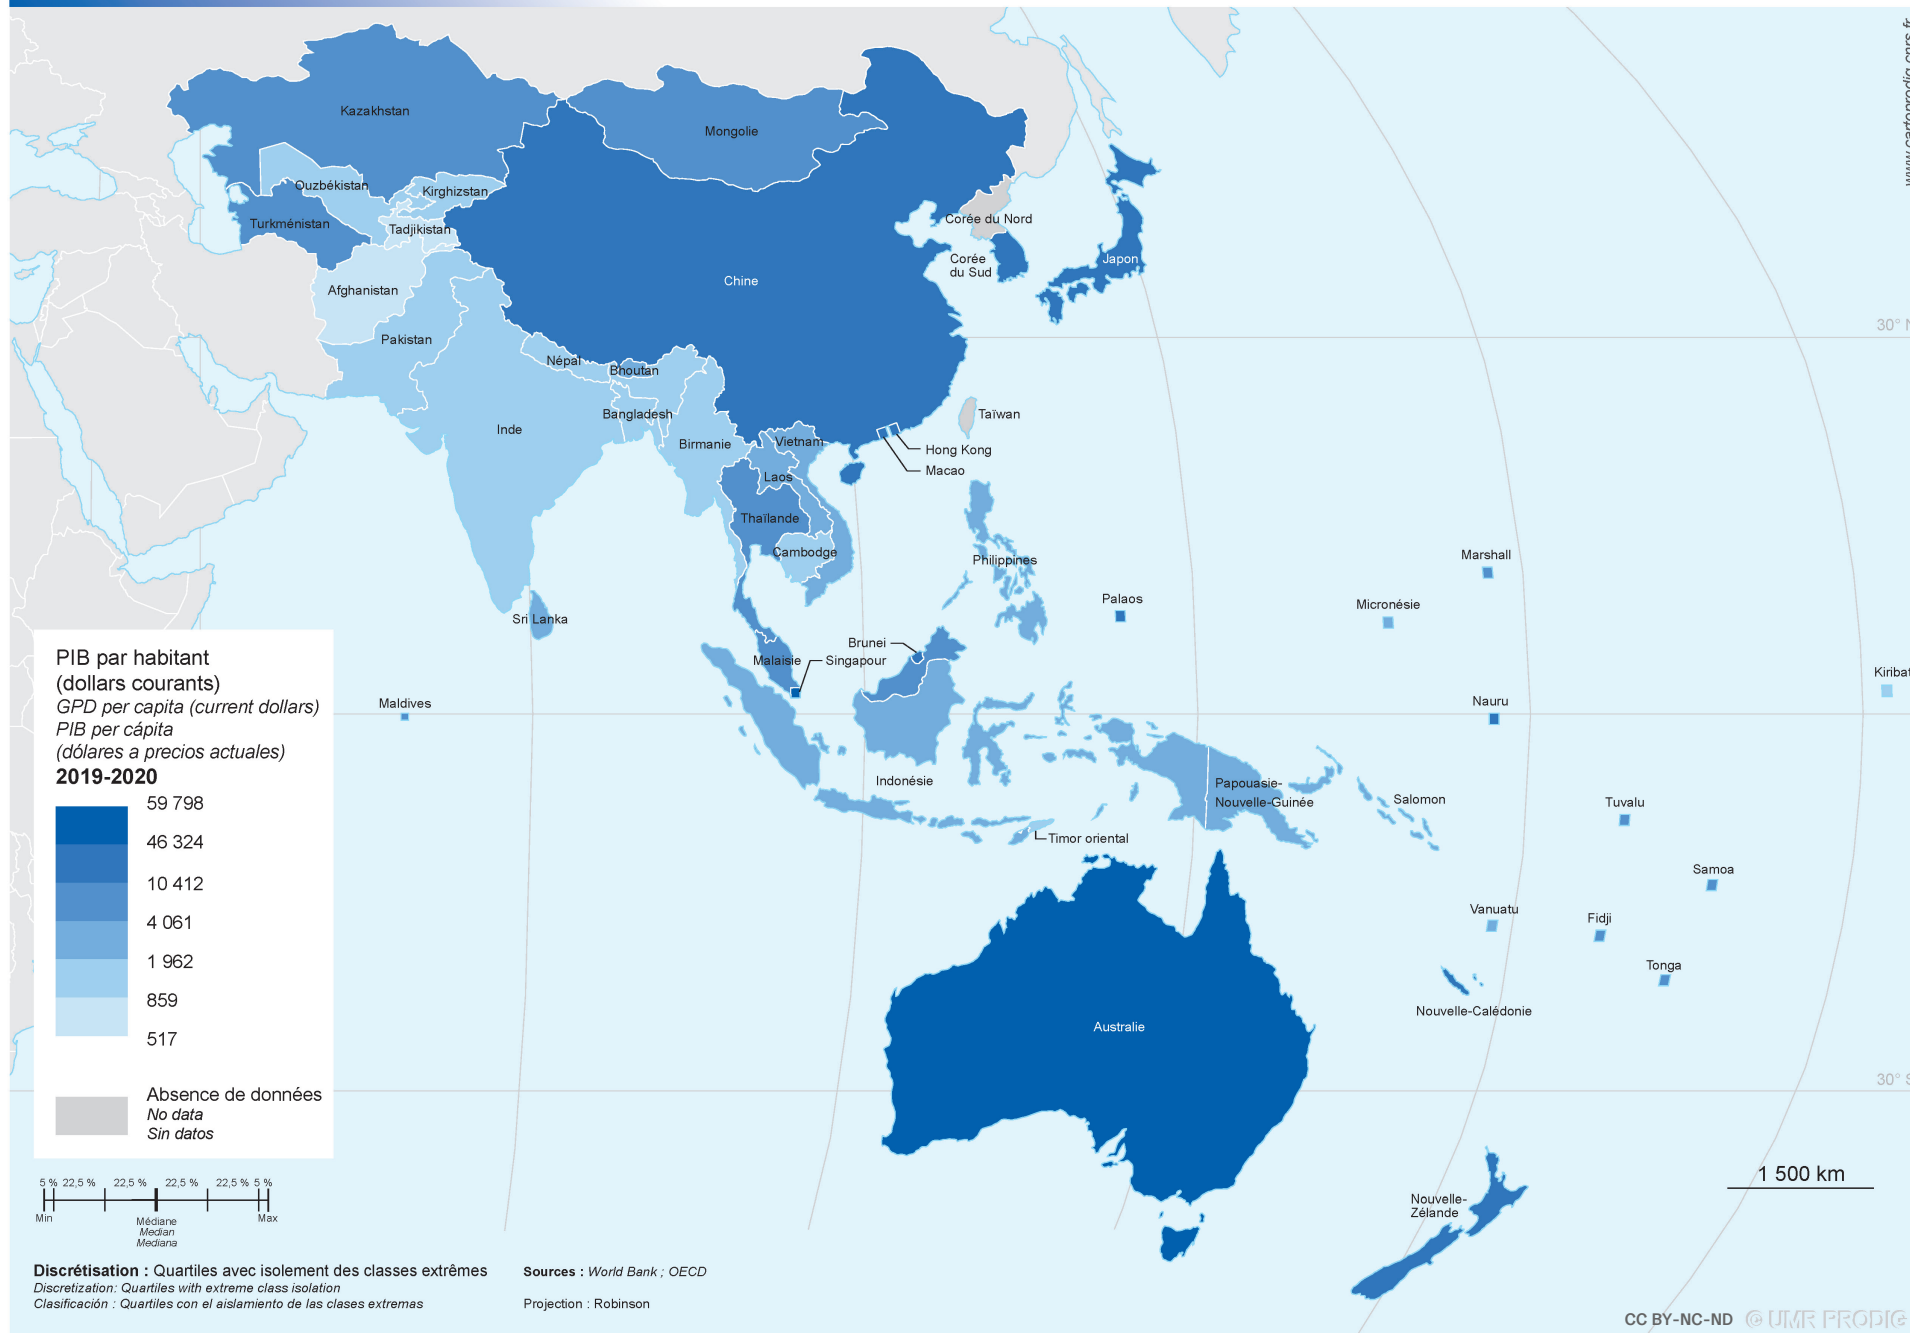 www.cartoprodig.cnrs.fr
Kazakhstan
Mongolie
Ouzbékistan
Kirghizstan
Turkménistan
Tadjikistan
Corée du Nord
Corée
du Sud
Japon
Chine
Afghanistan
Pakistan
30° N
Népal
Bhoutan
Bangladesh
Inde
Birmanie
Vietnam
Taïwan
Hong Kong
Macao
Laos
Thaïlande
Cambodge
Philippines
Marshall
Palaos
Micronésie
Sri Lanka
Brunei
Malaisie
Singapour
Kiribat
Maldives
Nauru
Indonésie
Papouasie-
Nouvelle-Guinée
Salomon
Tuvalu
Timor oriental
Samoa
Vanuatu
Fidji
Tonga
Nouvelle-Calédonie
Australie
30° S
Nouvelle-
Zélande
1 500 km
PIB par habitant
(dollars courants)
GPD per capita (current dollars)
PIB per cápita
(dólares a precios actuales)
2019-2020
59 798
46 324
10 412
4 061
1 962
859
517
Absence de données
No data
Sin datos
5 % 22,5 % 22,5 % 22,5 % 22,5 % 5 %
Min Max
Médiane
Median
Mediana
Discrétisation : Quartiles avec isolement des classes extrêmes
Discretization: Quartiles with extreme class isolation
Clasificación : Quartiles con el aislamiento de las clases extremas
Sources : World Bank ; OECD
Projection : Robinson
CC BY-NC-ND © UMR PRODIG